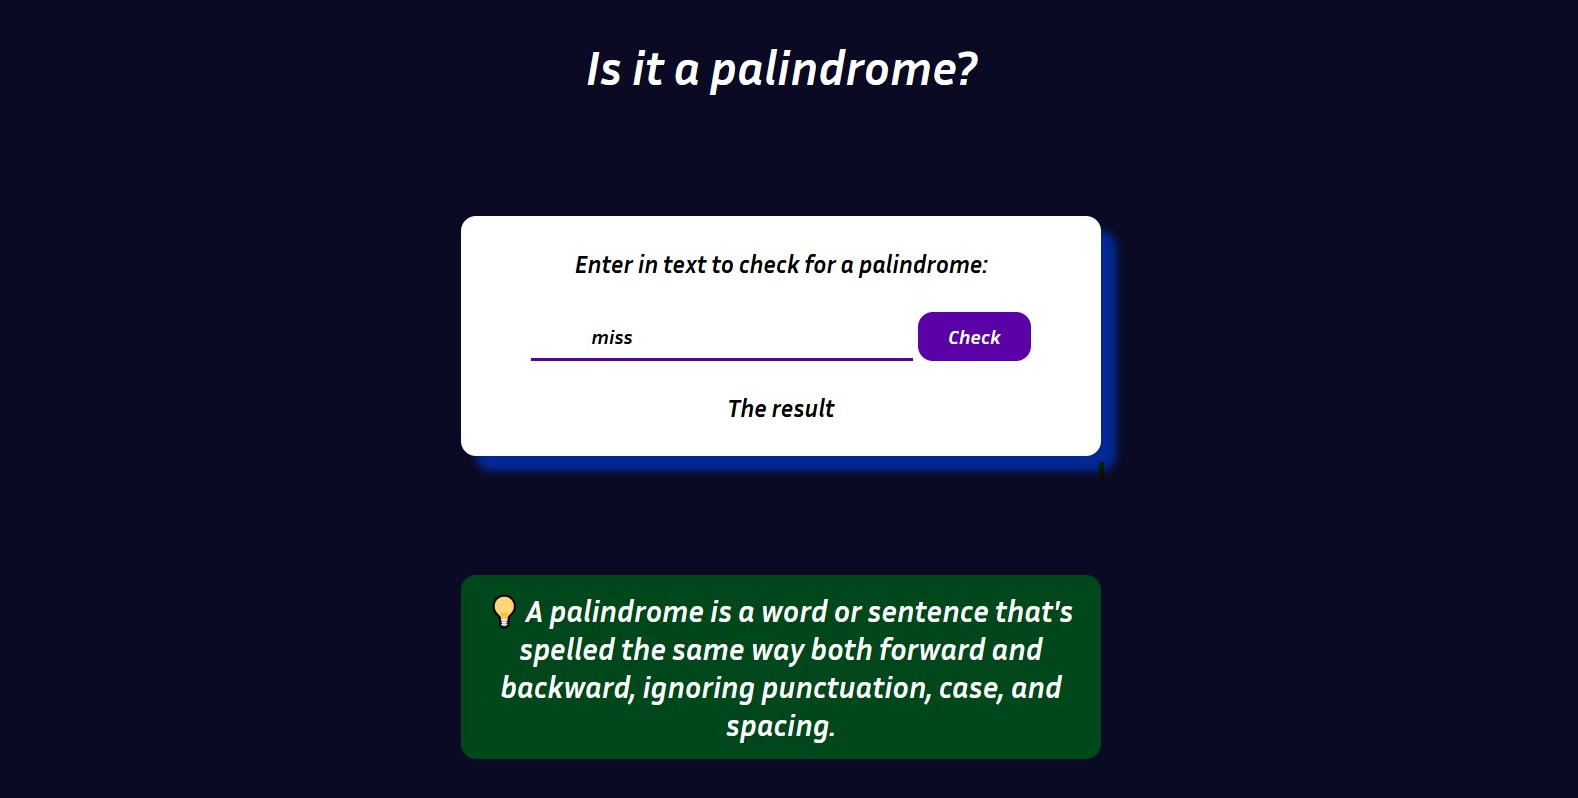 Is it a palindrome?
Enter in text to check for a palindrome:
miss
Check
The result
💡 A palindrome is a word or sentence that's
spelled the same way both forward and
backward, ignoring punctuation, case, and
spacing.